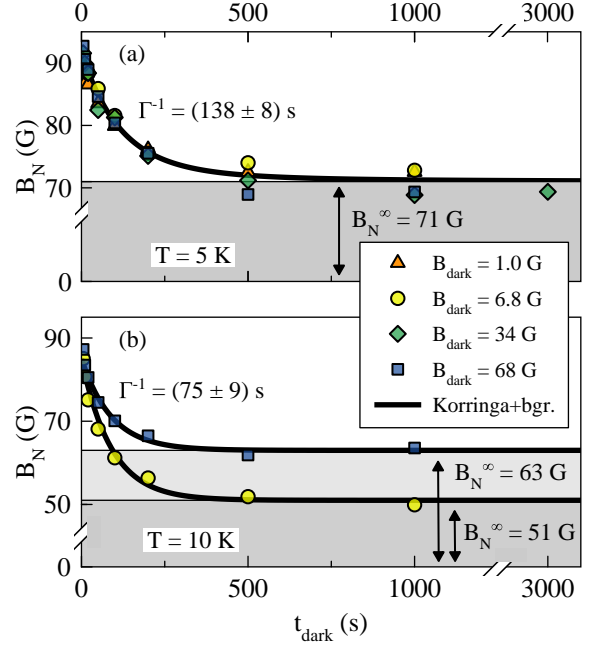 0 500 1000 3000
(a)
90
Γ⁻¹ = (138 ± 8) s
80
B_N (G)
70
B_N^∞ = 71 G
T = 5 K
0
B_dark = 1.0 G
B_dark = 6.8 G
B_dark = 34 G
B_dark = 68 G
Korringa+bgr.
(b)
90
Γ⁻¹ = (75 ± 9) s
70
B_N (G)
B_N^∞ = 63 G
50
B_N^∞ = 51 G
T = 10 K
0
0 500 1000 3000
t_dark (s)